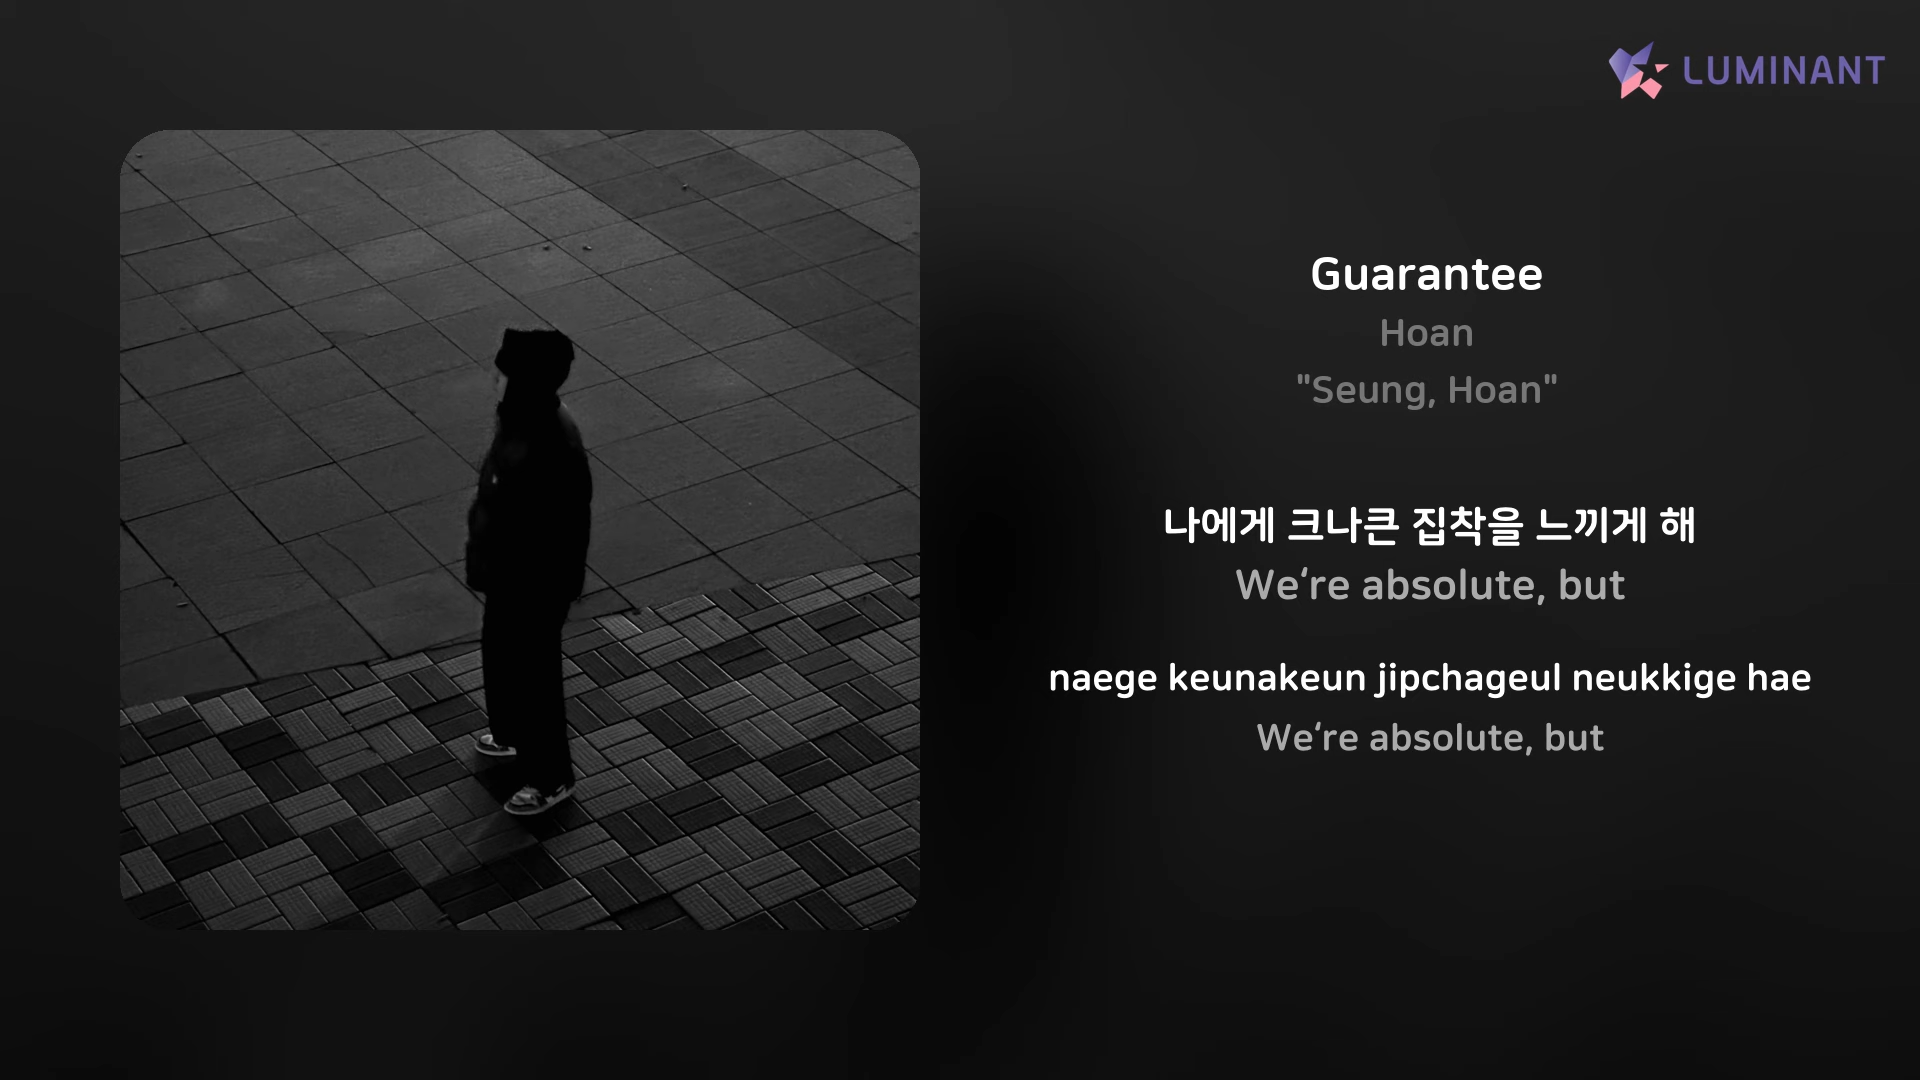 LUMINANT
Guarantee
Hoan
"Seung, Hoan"
나에게 크나큰 집착을 느끼게 해
We‘re absolute, but
naege keunakeun jipchageul neukkige hae
We‘re absolute, but